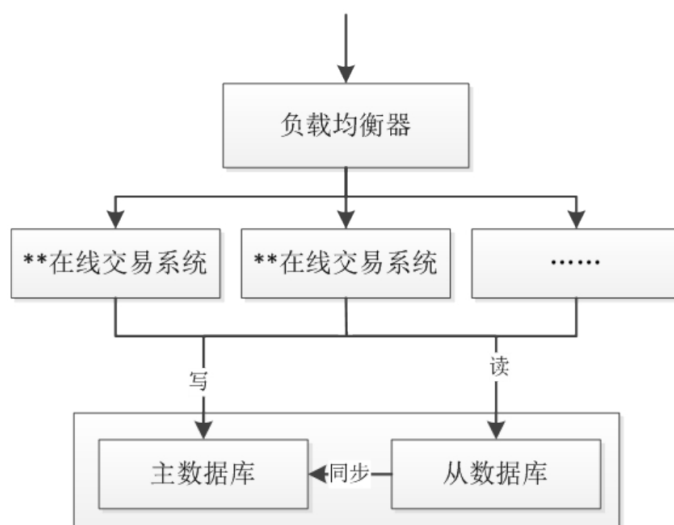 负载均衡器
**在线交易系统
**在线交易系统
……
写
读
主数据库
同步
从数据库